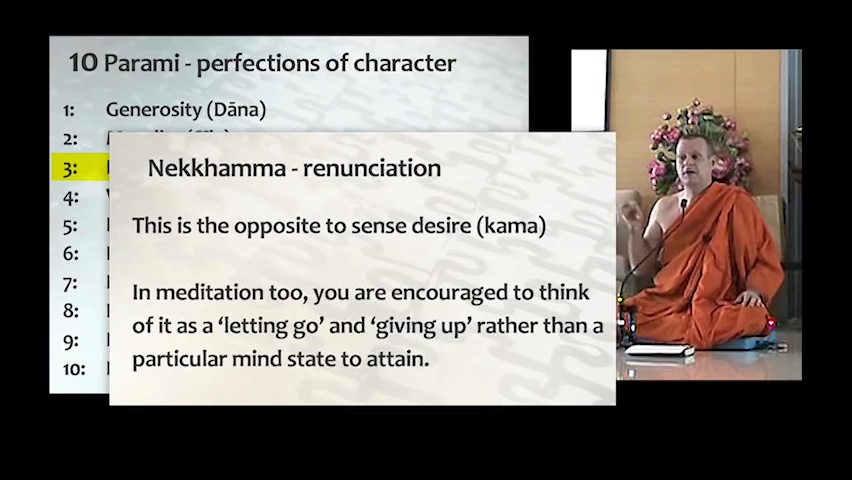 10 Parami - perfections of character
1: Generosity (Dāna)
2:
3:
4:
5:
6:
7:
8:
9:
10:
Nekkhamma - renunciation
This is the opposite to sense desire (kama)
In meditation too, you are encouraged to think
of it as a ‘letting go’ and ‘giving up’ rather than a
particular mind state to attain.